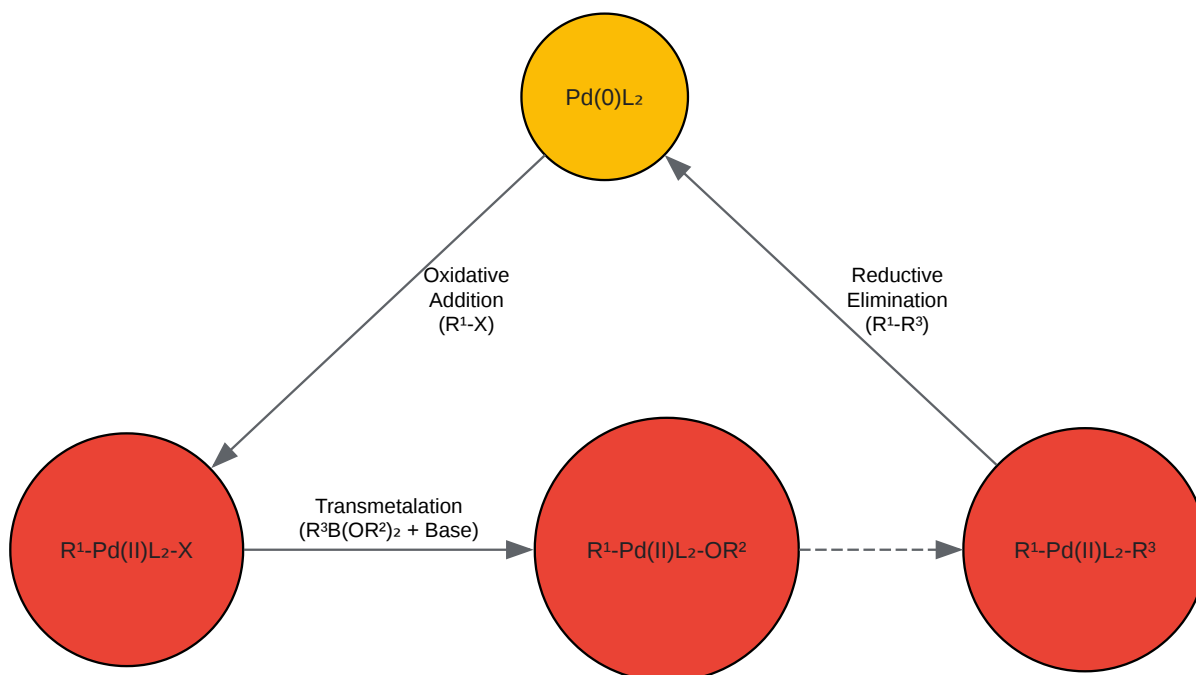 Pd(0)L₂
Oxidative
Addition
(R¹-X)
Reductive
Elimination
(R¹-R³)
R¹-Pd(II)L₂-X
Transmetalation
(R³B(OR²)₂ + Base)
R¹-Pd(II)L₂-OR²
R¹-Pd(II)L₂-R³